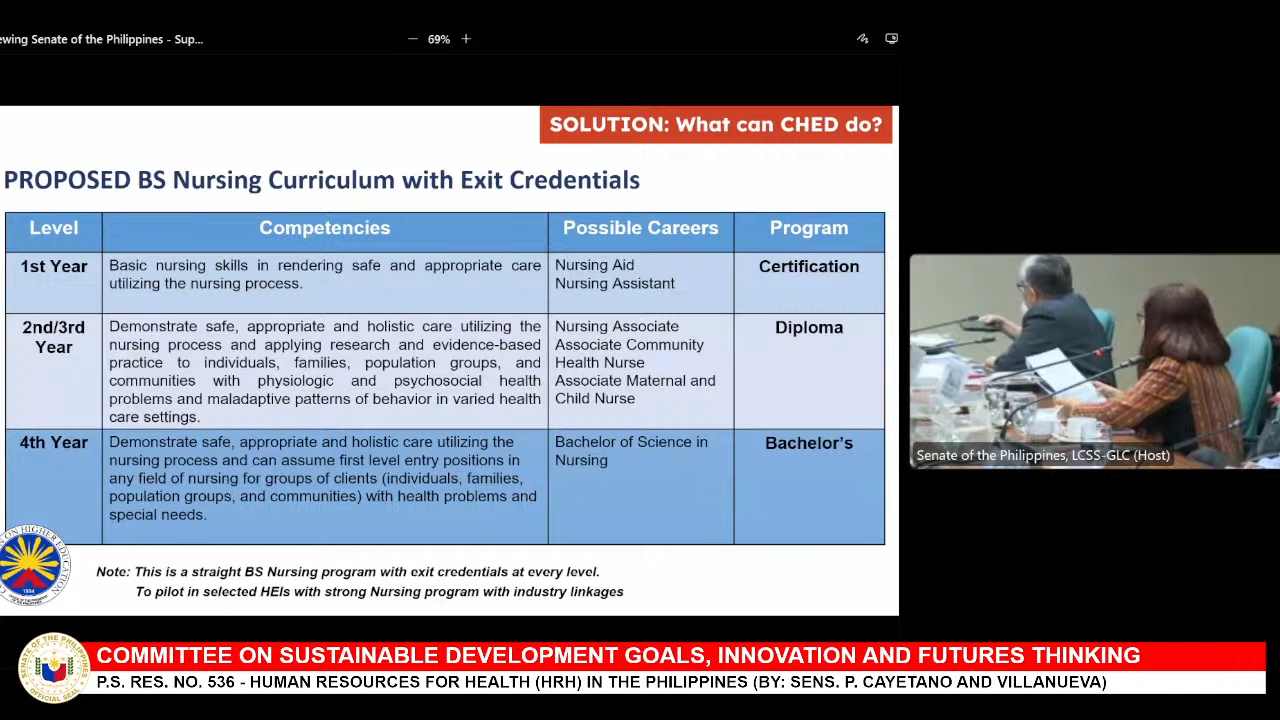 ewing Senate of the Philippines - Sup...
69%
SOLUTION: What can CHED do?
PROPOSED BS Nursing Curriculum with Exit Credentials
Level
Competencies
Possible Careers
Program
1st Year
Basic nursing skills in rendering safe and appropriate care
utilizing the nursing process.
Nursing Aid
Nursing Assistant
Certification
2nd/3rd
Year
Demonstrate safe, appropriate and holistic care utilizing the
nursing process and applying research and evidence-based
practice to individuals, families, population groups, and
communities with physiologic and psychosocial health
problems and maladaptive patterns of behavior in varied health
care settings.
Nursing Associate
Associate Community
Health Nurse
Associate Maternal and
Child Nurse
Diploma
4th Year
Demonstrate safe, appropriate and holistic care utilizing the
nursing process and can assume first level entry positions in
any field of nursing for groups of clients (individuals, families,
population groups, and communities) with health problems and
special needs.
Bachelor of Science in
Nursing
Bachelor's
Note: This is a straight BS Nursing program with exit credentials at every level.
To pilot in selected HEIs with strong Nursing program with industry linkages
ON HIGHER EDUCATION
1994
Senate of the Philippines, LCSS-GLC (Host)
SENATE OF THE PHILIPPINES
OFFICIAL SEAL
COMMITTEE ON SUSTAINABLE DEVELOPMENT GOALS, INNOVATION AND FUTURES THINKING
P.S. RES. NO. 536 - HUMAN RESOURCES FOR HEALTH (HRH) IN THE PHILIPPINES (BY: SENS. P. CAYETANO AND VILLANUEVA)